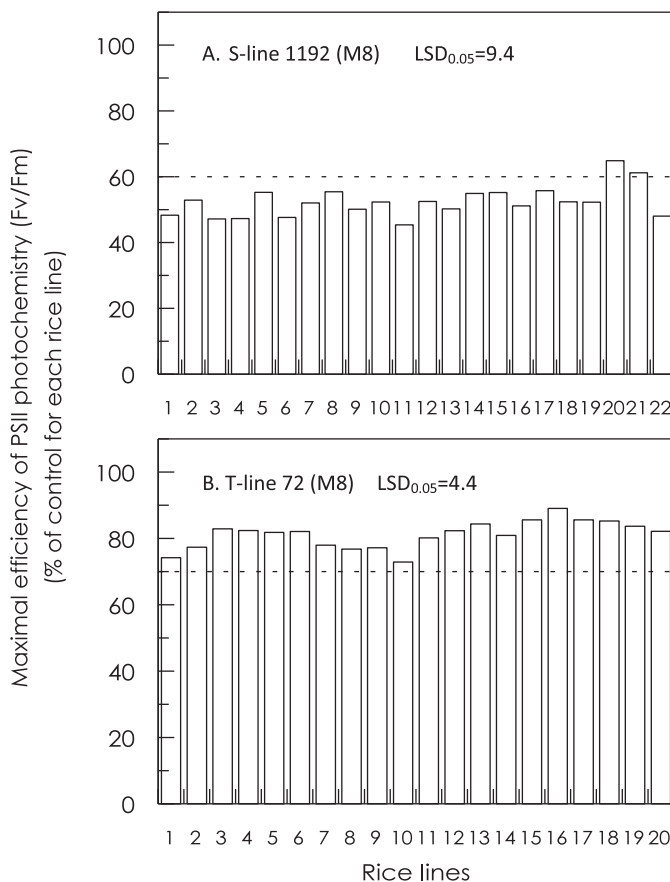 Maximal efficiency of PSII photochemistry (Fv/Fm)
(% of control for each rice line)
A. S-line 1192 (M8) LSD0.05=9.4
100
80
60
40
20
0
1 2 3 4 5 6 7 8 9 10 11 12 13 14 15 16 17 18 19 20 21 22
B. T-line 72 (M8) LSD0.05=4.4
100
80
60
40
20
0
1 2 3 4 5 6 7 8 9 10 11 12 13 14 15 16 17 18 19 20
Rice lines